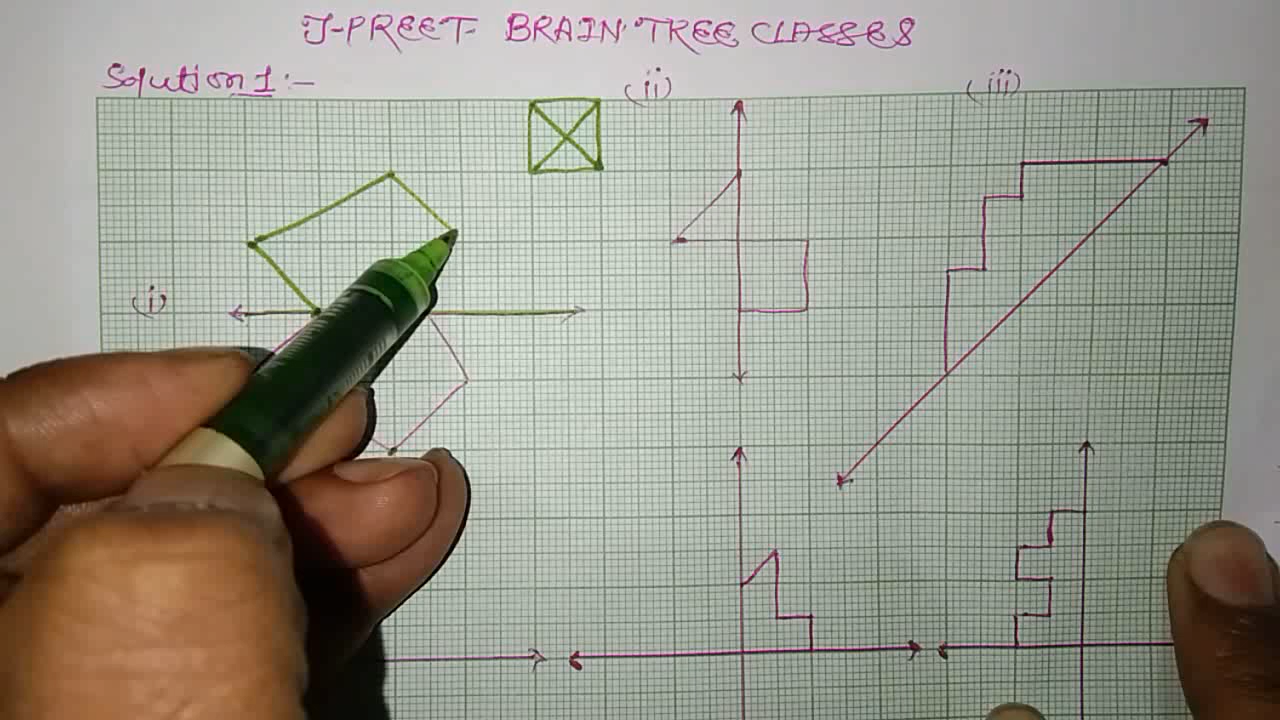 J-PREET BRAIN TREE CLASSES
Solution 1:-
(ii)
(iii)
(i)